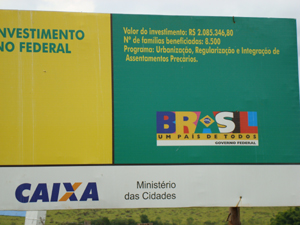 NVESTIMENTO
NO FEDERAL
Valor do investimento: R$ 2.085.346,80
Nº de famílias beneficiadas: 8.500
Programa: Urbanização, Regularização e Integração de
Assentamentos Precários.
BRASIL
UM PAÍS DE TODOS
GOVERNO FEDERAL
CAIXA
Ministério
das Cidades